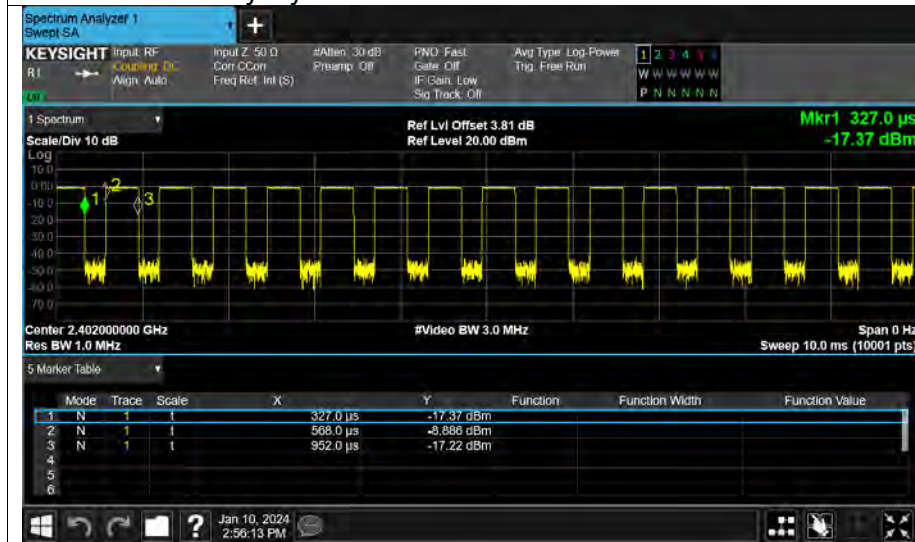 Spectrum Analyzer 1
Swept SA
KEYSIGHT Input: RF Input Z: 50 Ω #Atten: 30 dB PNO: Fast Avg Type: Log-Power 1 2 3 4 5 6
RL Coupling: DC Corr CCorr Preamp: Off Gate: Off Trig: Free Run W W W W W W
Align: Auto Freq Ref: Int (S) IF Gain: Low P N N N N N
Sig Track: Off
1 Spectrum Ref Lvl Offset 3.81 dB Mkr1 327.0 µs
Scale/Div 10 dB Ref Level 20.00 dBm -17.37 dBm
Log
10.0
0.00
-10.0
-20.0
-30.0
-40.0
-50.0
-60.0
-70.0
1 2 3
Center 2.402000000 GHz #Video BW 3.0 MHz Span 0 Hz
Res BW 1.0 MHz Sweep 10.0 ms (10001 pts)
5 Marker Table
Mode Trace Scale X Y Function Function Width Function Value
1 N 1 t 327.0 µs -17.37 dBm
2 N 1 t 568.0 µs -8.886 dBm
3 N 1 t 952.0 µs -17.22 dBm
4
5
6
? Jan 10, 2024
2:56:13 PM